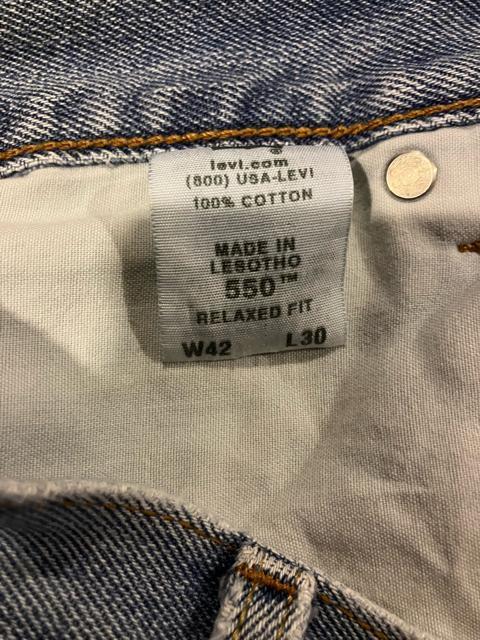 levi.com
(800) USA-LEVI
100% COTTON
MADE IN
LESOTHO
550™
RELAXED FIT
W42 L30